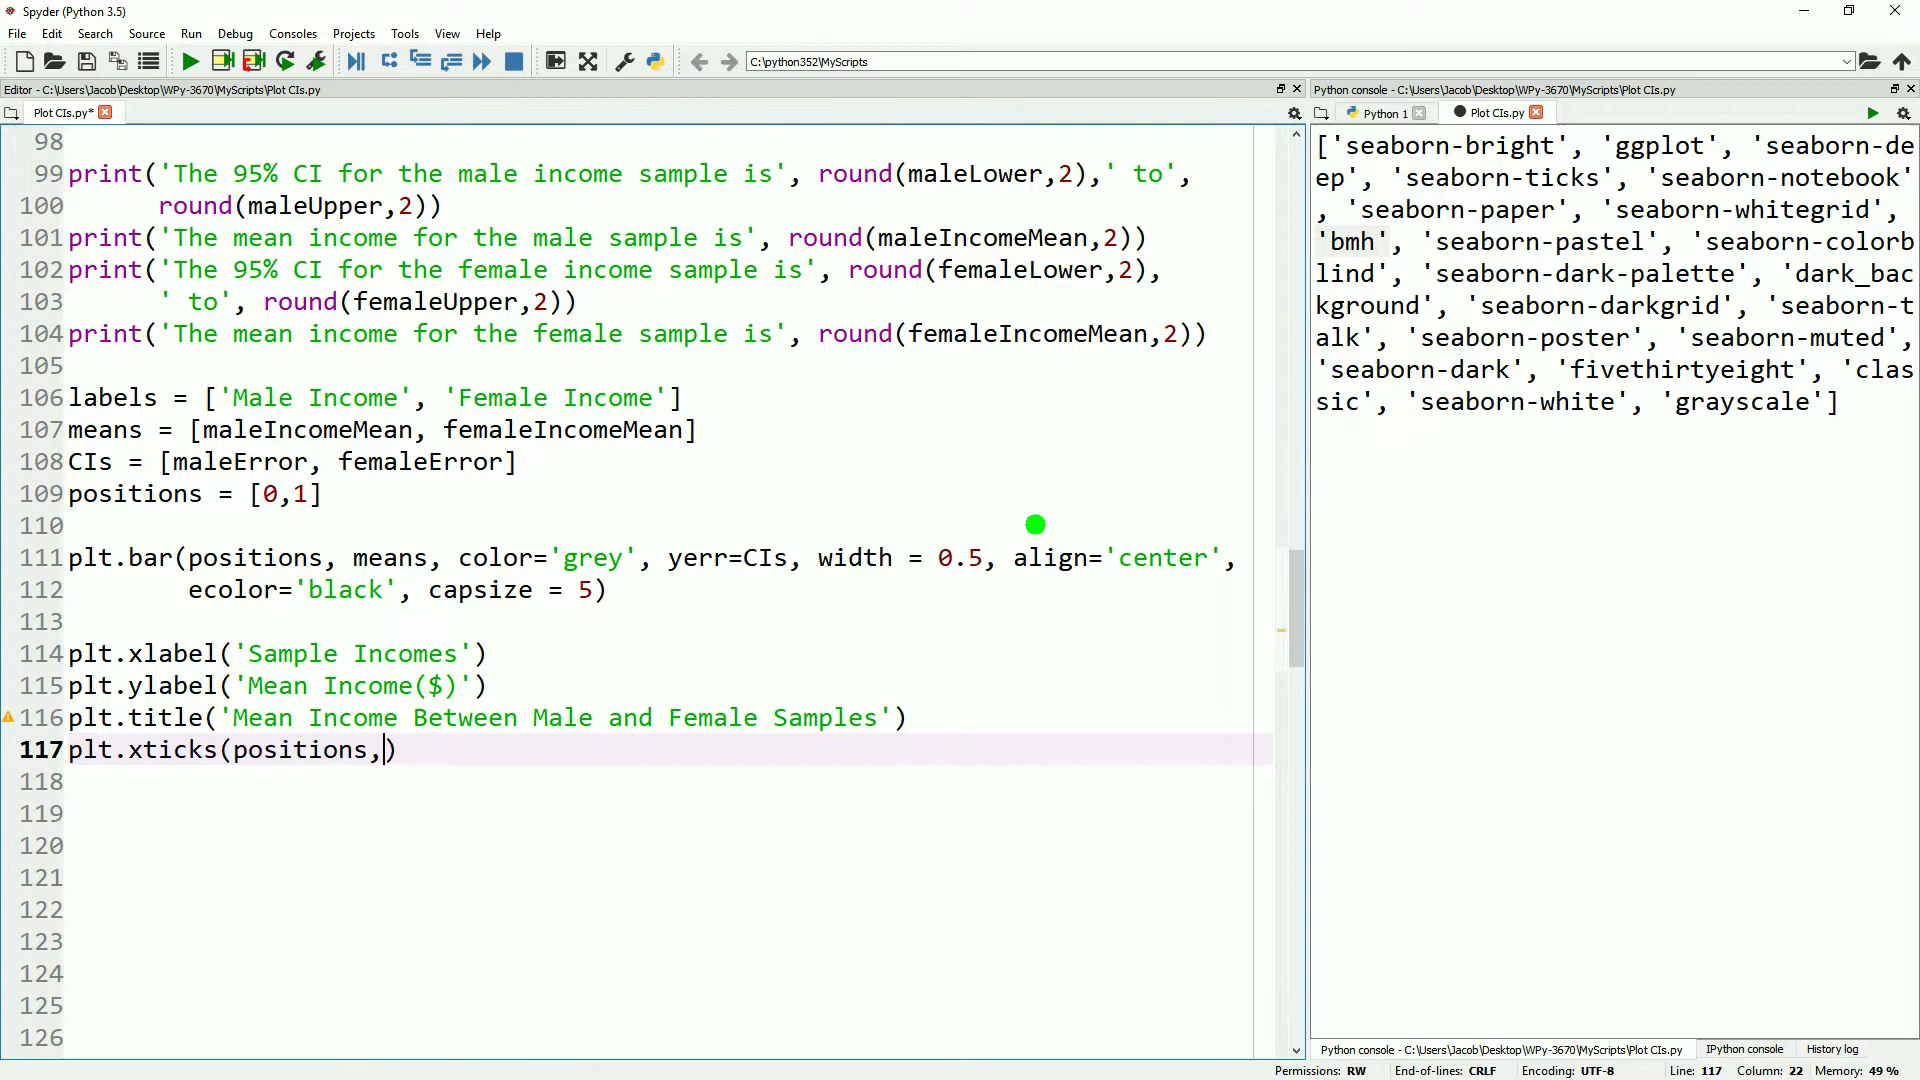 Spyder (Python 3.5)
File Edit Search Source Run Debug Consoles Projects Tools View Help
C:\python352\MyScripts
Editor - C:\Users\Jacob\Desktop\WPy-3670\MyScripts\Plot CIs.py
Plot CIs.py*
98
99 print('The 95% CI for the male income sample is', round(maleLower,2),' to',
100 round(maleUpper,2))
101 print('The mean income for the male sample is', round(maleIncomeMean,2))
102 print('The 95% CI for the female income sample is', round(femaleLower,2),
103 ' to', round(femaleUpper,2))
104 print('The mean income for the female sample is', round(femaleIncomeMean,2))
105
106 labels = ['Male Income', 'Female Income']
107 means = [maleIncomeMean, femaleIncomeMean]
108 CIs = [maleError, femaleError]
109 positions = [0,1]
110
111 plt.bar(positions, means, color='grey', yerr=CIs, width = 0.5, align='center',
112 ecolor='black', capsize = 5)
113
114 plt.xlabel('Sample Incomes')
115 plt.ylabel('Mean Income($)')
116 plt.title('Mean Income Between Male and Female Samples')
117 plt.xticks(positions,)
118
119
120
121
122
123
124
125
126
Python console - C:\Users\Jacob\Desktop\WPy-3670\MyScripts\Plot CIs.py
Python 1 Plot CIs.py
['seaborn-bright', 'ggplot', 'seaborn-de
ep', 'seaborn-ticks', 'seaborn-notebook'
, 'seaborn-paper', 'seaborn-whitegrid',
'bmh', 'seaborn-pastel', 'seaborn-colorb
lind', 'seaborn-dark-palette', 'dark_bac
kground', 'seaborn-darkgrid', 'seaborn-t
alk', 'seaborn-poster', 'seaborn-muted',
'seaborn-dark', 'fivethirtyeight', 'clas
sic', 'seaborn-white', 'grayscale']
Python console - C:\Users\Jacob\Desktop\WPy-3670\MyScripts\Plot CIs.py IPython console History log
Permissions: RW End-of-lines: CRLF Encoding: UTF-8 Line: 117 Column: 22 Memory: 49 %